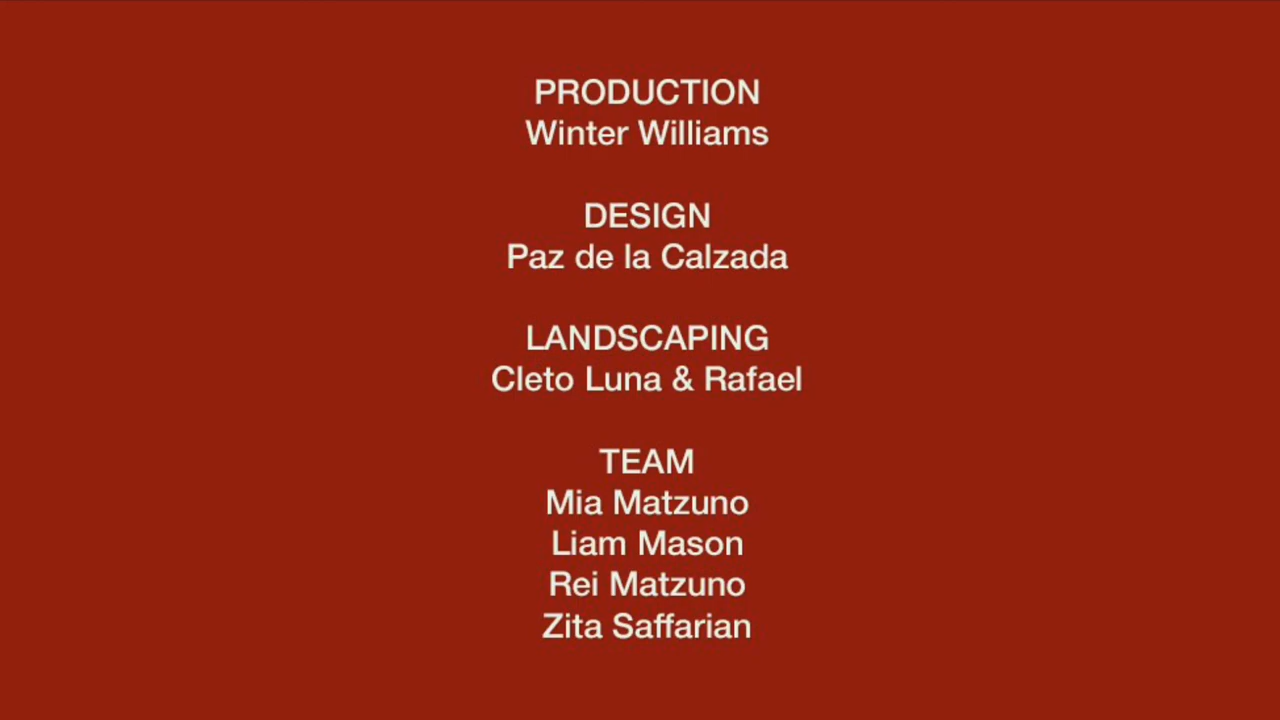 PRODUCTION
Winter Williams
DESIGN
Paz de la Calzada
LANDSCAPING
Cleto Luna & Rafael
TEAM
Mia Matzuno
Liam Mason
Rei Matzuno
Zita Saffarian